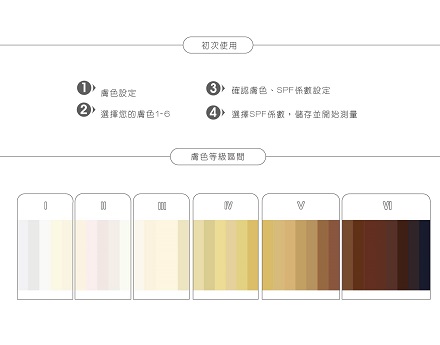 初次使用
1 膚色設定
2 選擇您的膚色1-6
3 確認膚色、SPF係數設定
4 選擇SPF係數，儲存並開始測量
膚色等級區間
I II III IV V VI